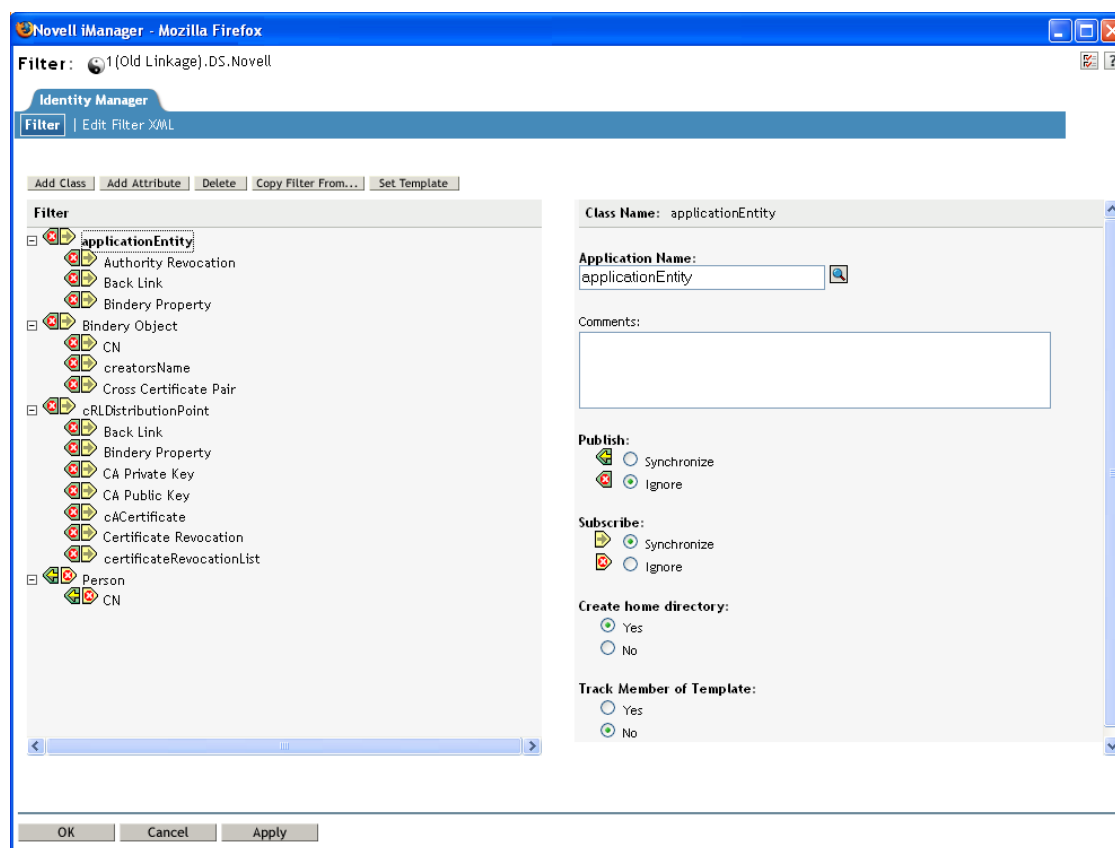 Novell iManager - Mozilla Firefox
Filter: 1(Old Linkage).DS.Novell
Identity Manager
Filter | Edit Filter XML
Add Class Add Attribute Delete Copy Filter From... Set Template
Filter
applicationEntity
Authority Revocation
Back Link
Bindery Property
Bindery Object
CN
creatorsName
Cross Certificate Pair
cRLDistributionPoint
Back Link
Bindery Property
CA Private Key
CA Public Key
cACertificate
Certificate Revocation
certificateRevocationList
Person
CN
Class Name: applicationEntity
Application Name:
applicationEntity
Comments:
Publish:
Synchronize
Ignore
Subscribe:
Synchronize
Ignore
Create home directory:
Yes
No
Track Member of Template:
Yes
No
OK Cancel Apply